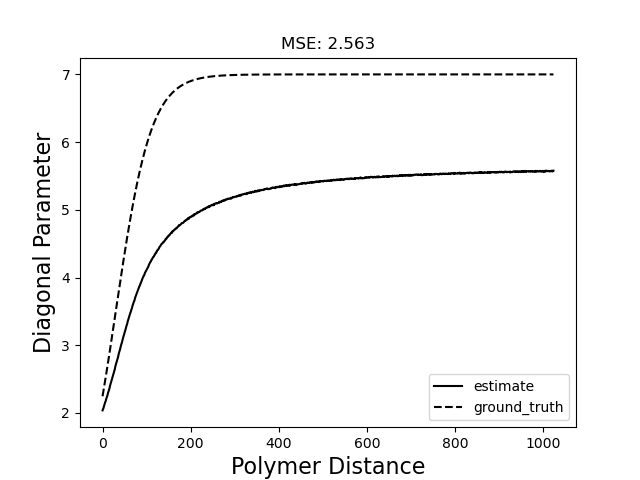 MSE: 2.563
Diagonal Parameter
7
6
5
4
3
2
estimate
ground_truth
0 200 400 600 800 1000
Polymer Distance